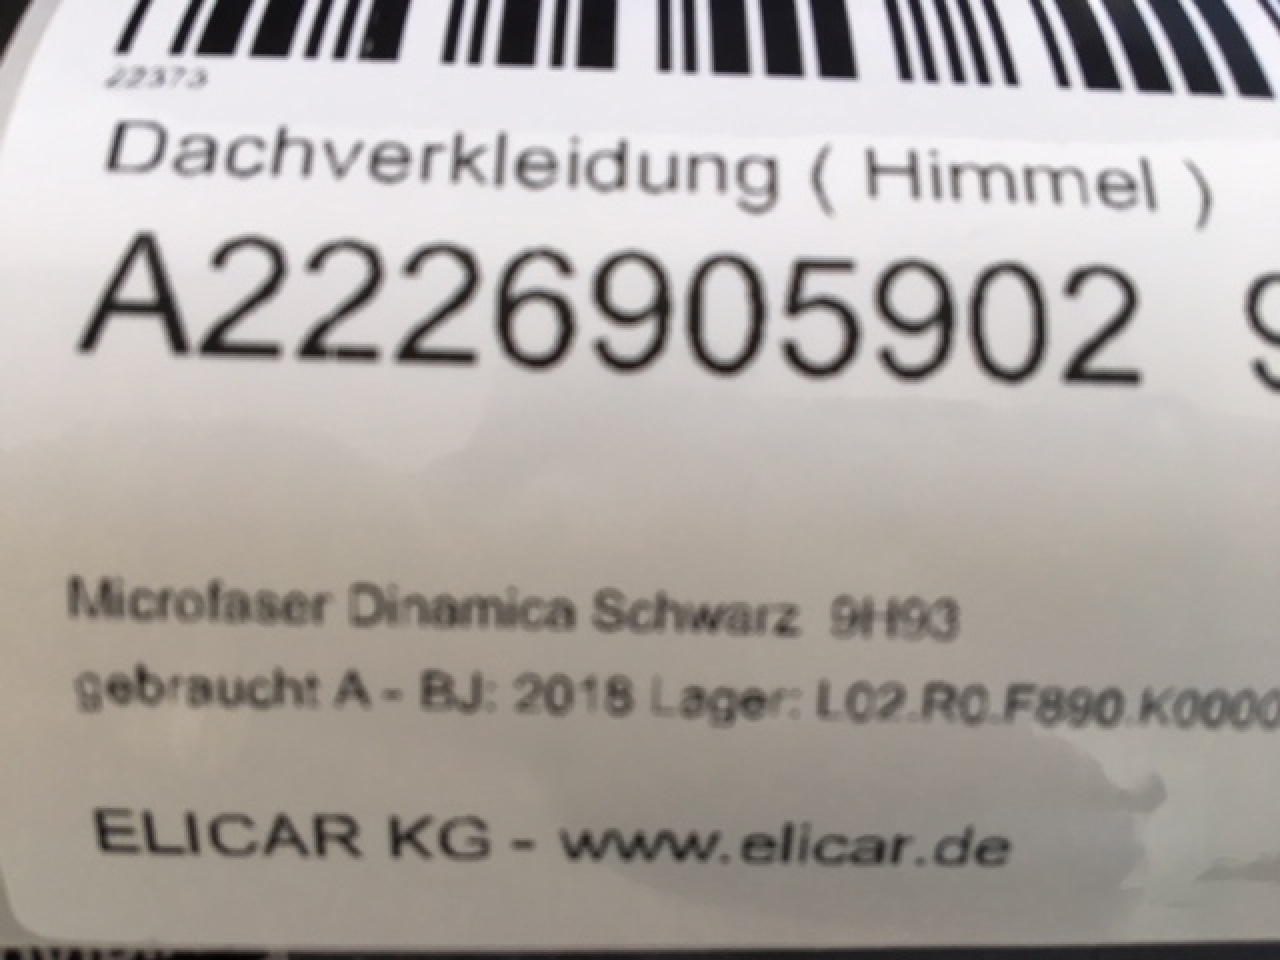 22373
Dachverkleidung ( Himmel )
A2226905902 9
Microfaser Dinamica Schwarz 9H93
gebraucht A - BJ: 2018 Lager: L02.R0.F890.K0000
ELICAR KG - www.elicar.de